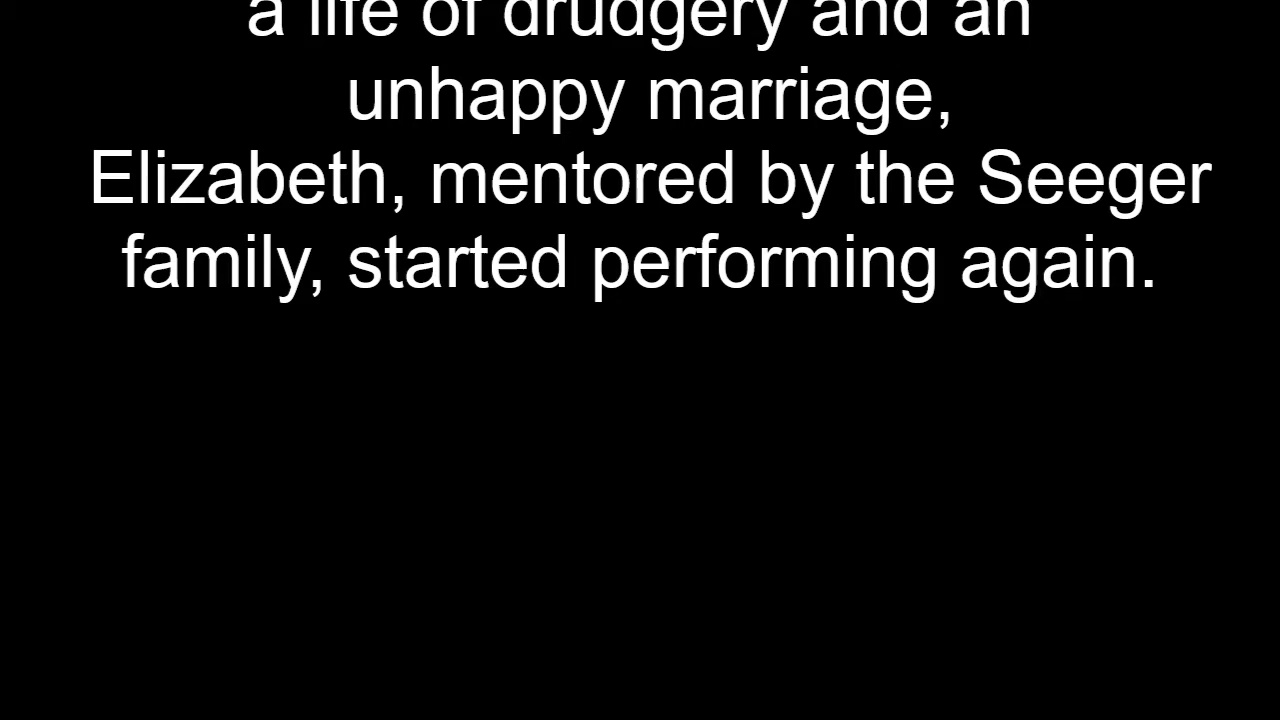 a life of drudgery and an
unhappy marriage,
Elizabeth, mentored by the Seeger
family, started performing again.